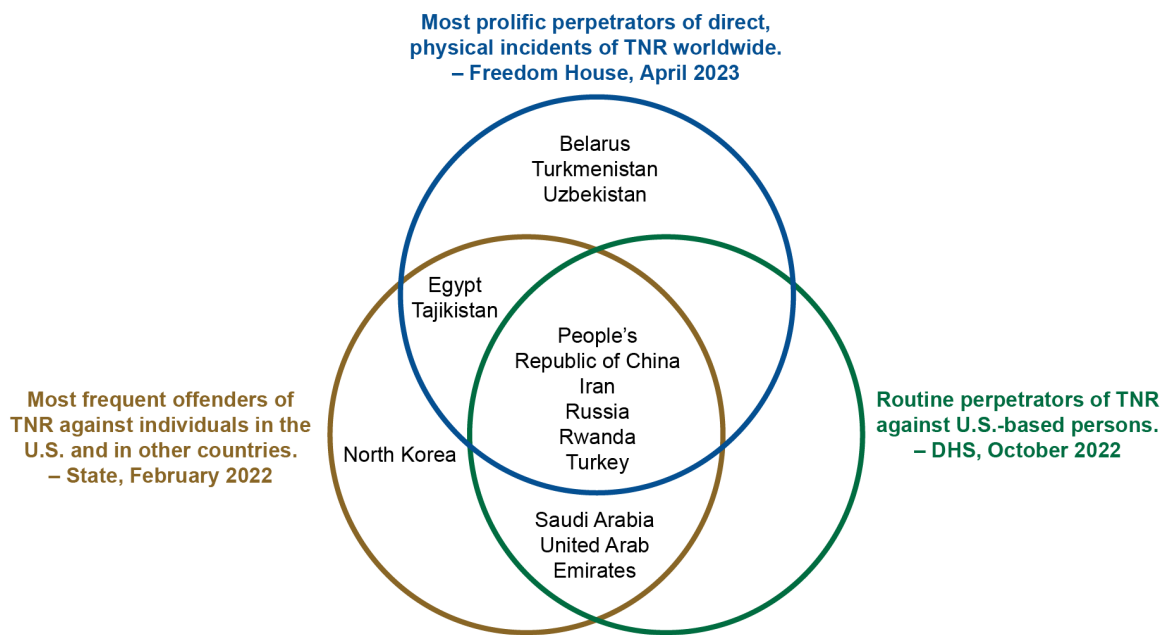 Most prolific perpetrators of direct,
physical incidents of TNR worldwide.
– Freedom House, April 2023
Belarus
Turkmenistan
Uzbekistan
Egypt
Tajikistan
People’s
Republic of China
Iran
Russia
Rwanda
Turkey
Most frequent offenders of
TNR against individuals in the
U.S. and in other countries.
– State, February 2022
North Korea
Routine perpetrators of TNR
against U.S.-based persons.
– DHS, October 2022
Saudi Arabia
United Arab
Emirates